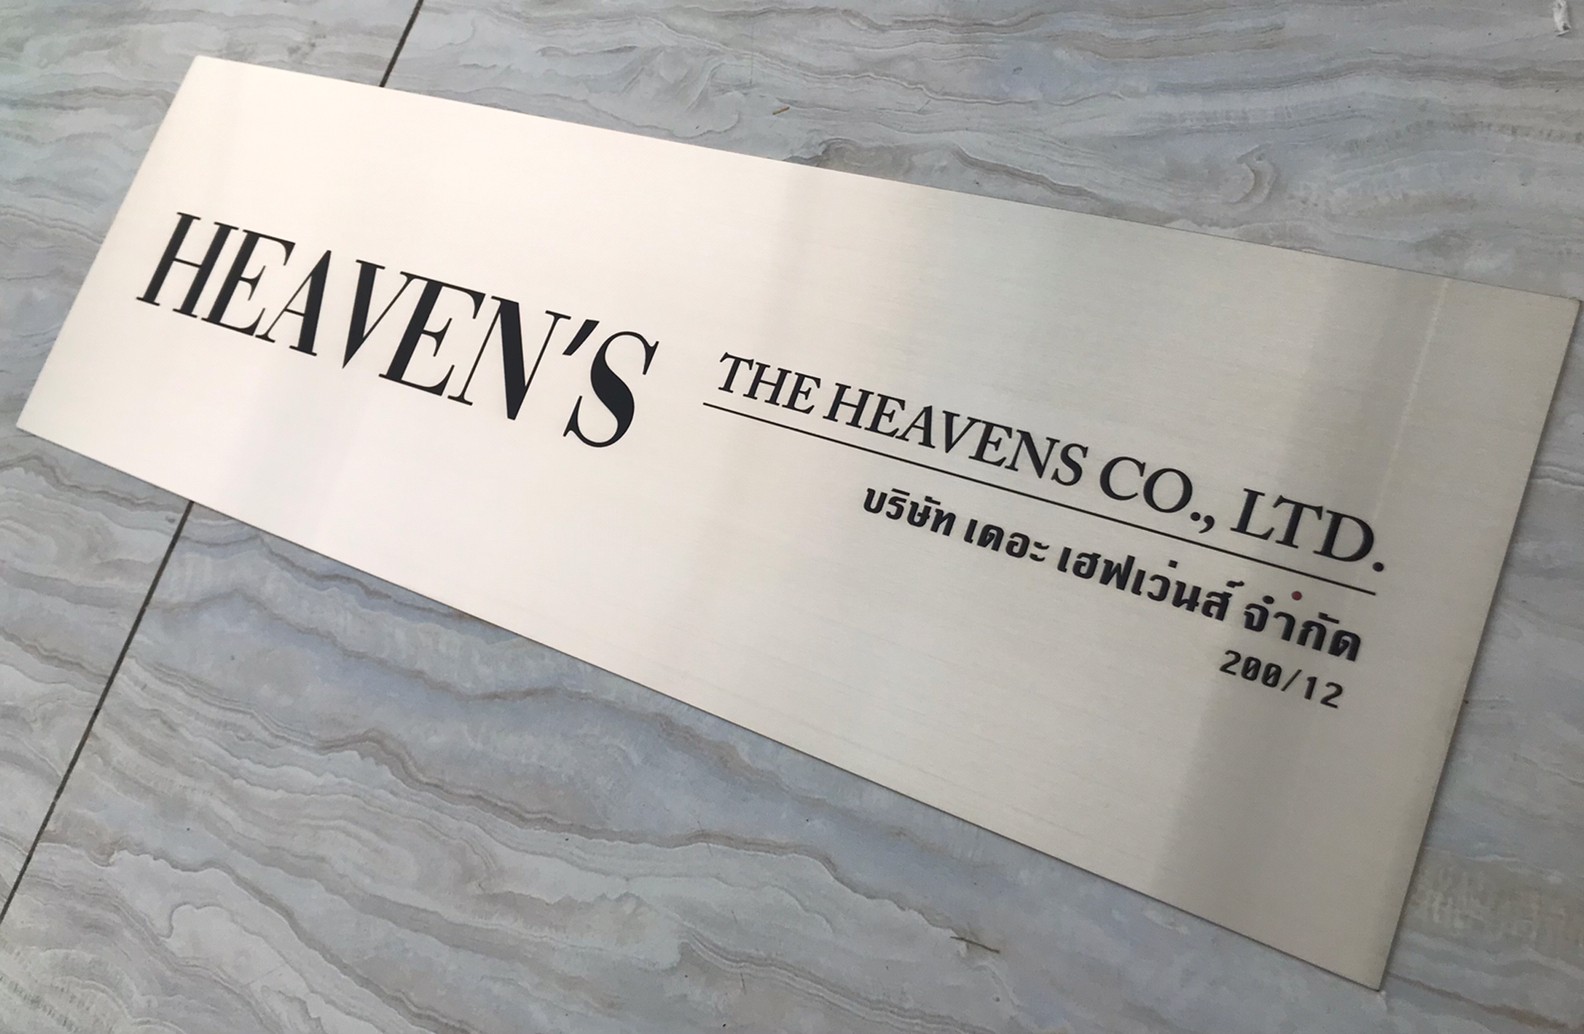 HEAVEN'S
THE HEAVENS CO., LTD.
บริษัท เดอะ เฮฟเว่นส์ จำกัด
200/12